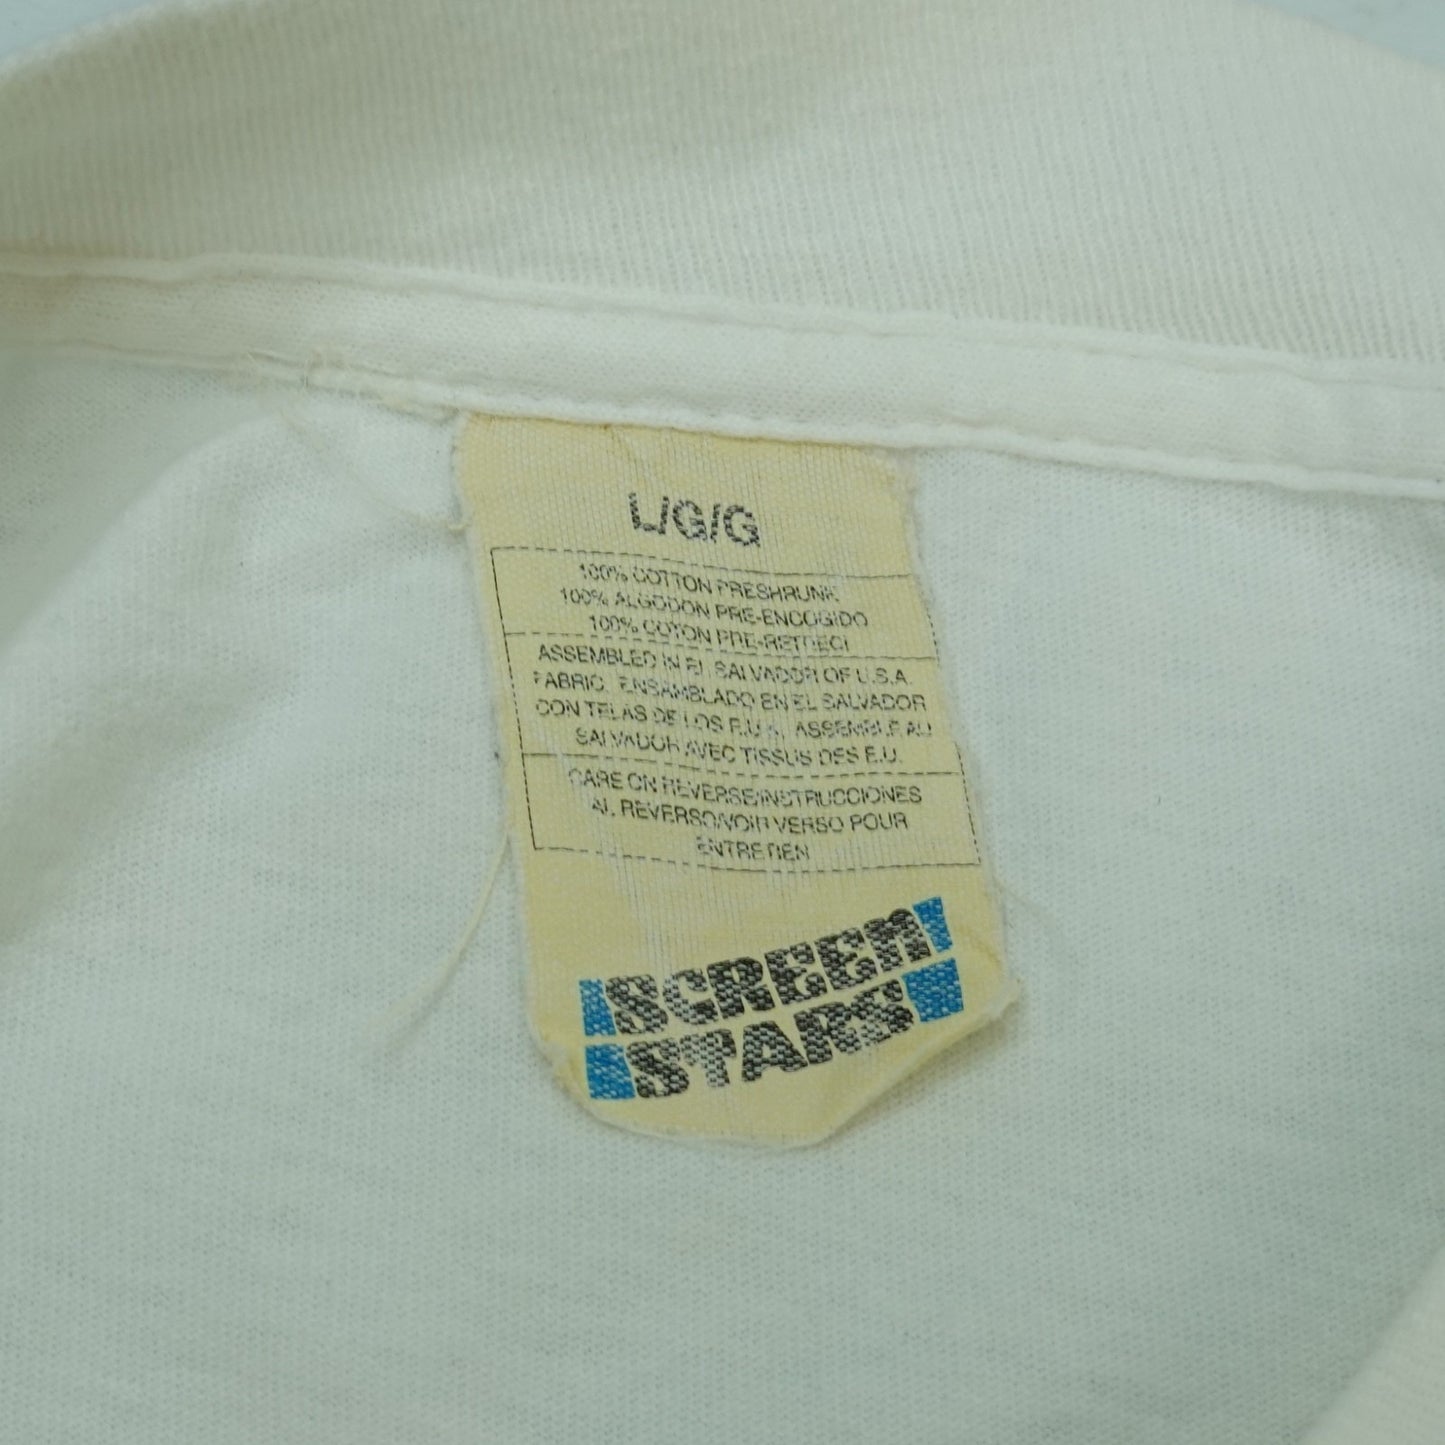 L/G/G
100% COTTON PRESHRUNK
100% ALGODON PRE-ENCOGIDO
100% COTON PRE-RETRECI
ASSEMBLED IN EL SALVADOR OF U.S.A.
FABRIC. ENSAMBLADO EN EL SALVADOR
CON TELAS DE LOS E.U.A. ASSEMBLE AU
SALVADOR AVEC TISSUS DES E.U.
CARE ON REVERSE/INSTRUCCIONES
AL REVERSO/VOIR VERSO POUR
ENTRETIEN
SCREEN
STARS